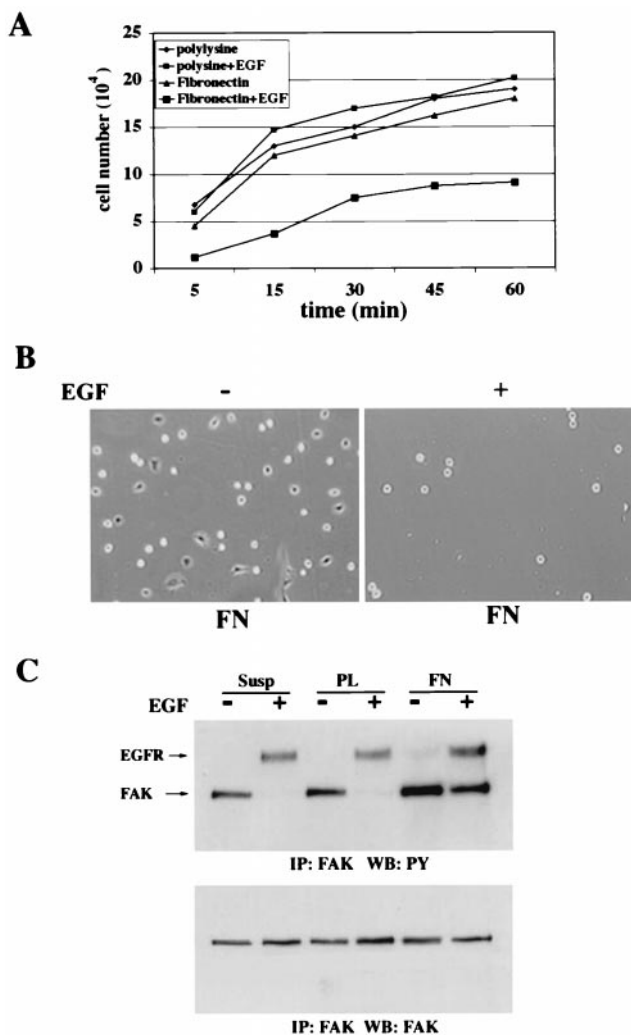 A
25
20
15
10
5
0
cell number (10⁴)
polylysine
polysine+EGF
Fibronectin
Fibronectin+EGF
5 15 30 45 60
time (min)
B
EGF - +
FN FN
C
Susp PL FN
EGF - + - + - +
EGFR
FAK
IP: FAK WB: PY
IP: FAK WB: FAK